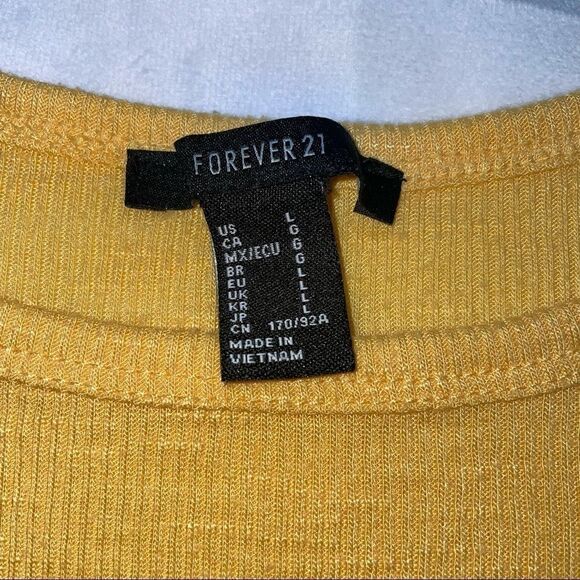 FOREVER 21
US L
CA G
MX/ECU G
BR G
EU L
UK L
KR L
JP L
CN 170/92A
MADE IN
VIETNAM